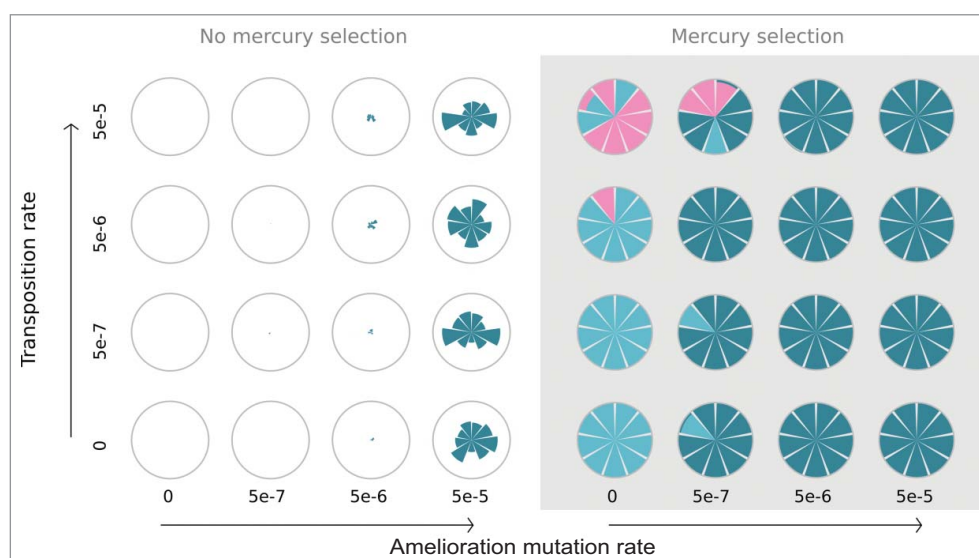 No mercury selection
Mercury selection
Transposition rate
5e-5
5e-6
5e-7
0
0
5e-7
5e-6
5e-5
0
5e-7
5e-6
5e-5
Amelioration mutation rate